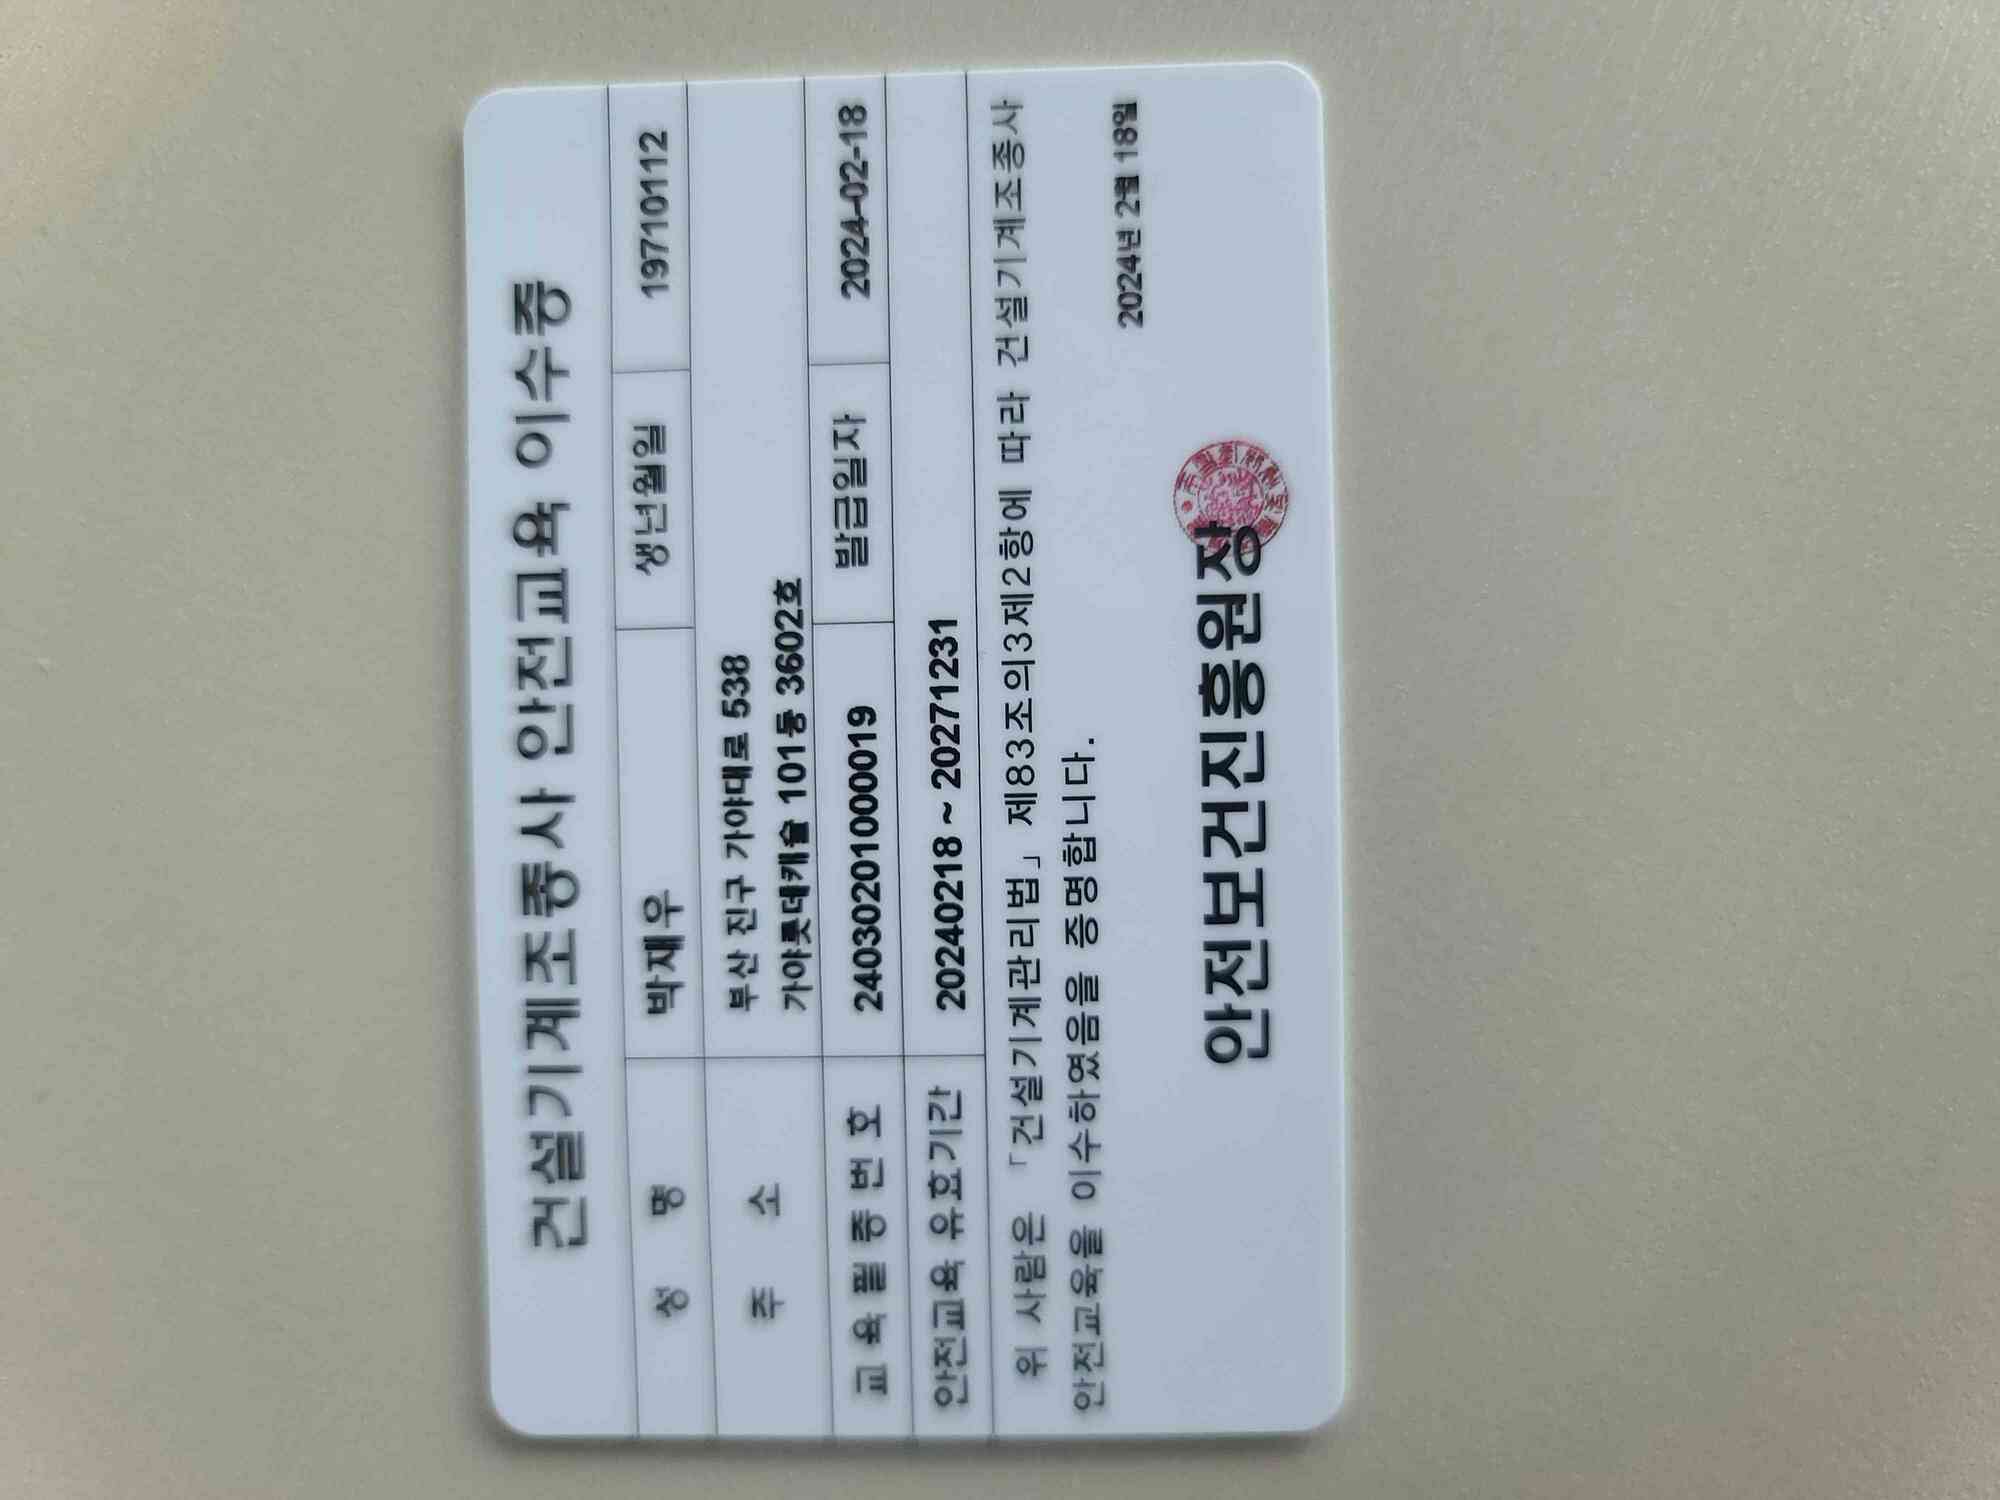 건설기계조종사 안전교육 이수증
성 명 박재우 생년월일 19710112
주 소 부산 진구 가야대로 538
가야롯데캐슬 101동 3602호
교육필증번호 24030201000019 발급일자 2024-02-18
안전교육 유효기간 20240218 ~ 20271231
위 사람은 「건설기계관리법」 제83조의3제2항에 따라 건설기계조종사
안전교육을 이수하였음을 증명합니다.
2024년 2월 18일
안전보건진흥원장